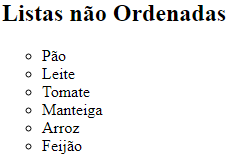 Listas não Ordenadas
Pão
Leite
Tomate
Manteiga
Arroz
Feijão